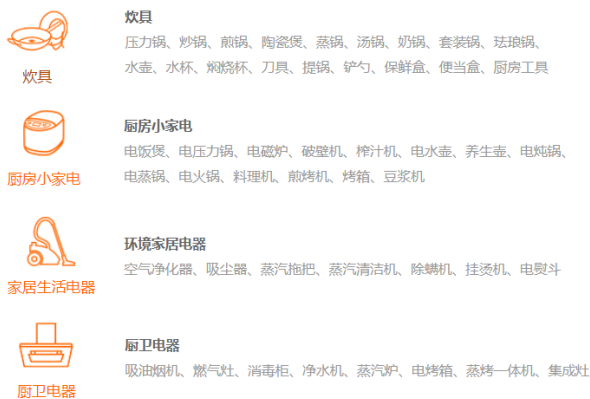 炊具
压力锅、炒锅、煎锅、陶瓷煲、蒸锅、汤锅、奶锅、套装锅、珐琅锅、
水壶、水杯、焖烧杯、刀具、提锅、铲勺、保鲜盒、便当盒、厨房工具
炊具
厨房小家电
电饭煲、电压力锅、电磁炉、破壁机、榨汁机、电水壶、养生壶、电炖锅、
电蒸锅、电火锅、料理机、煎烤机、烤箱、豆浆机
厨房小家电
环境家居电器
空气净化器、吸尘器、蒸汽拖把、蒸汽清洁机、除螨机、挂烫机、电熨斗
家居生活电器
厨卫电器
吸油烟机、燃气灶、消毒柜、净水机、蒸汽炉、电烤箱、蒸烤一体机、集成灶
厨卫电器